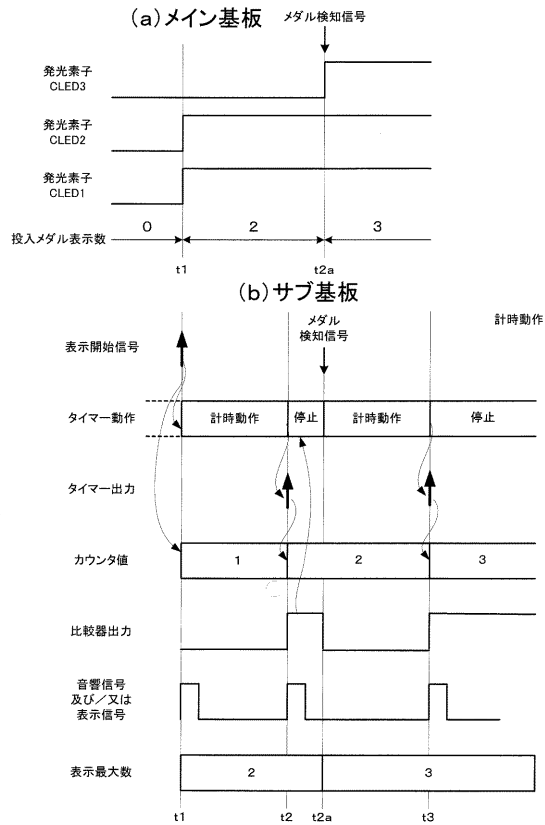 (a)メイン基板
メダル検知信号
発光素子
CLED3
発光素子
CLED2
発光素子
CLED1
投入メダル表示数
0
2
3
t1
t2a
(b)サブ基板
メダル
検知信号
計時動作
表示開始信号
タイマー動作
計時動作
停止
計時動作
停止
タイマー出力
カウンタ値
1
2
3
比較器出力
音響信号
及び/又は
表示信号
表示最大数
2
3
t1
t2
t2a
t3